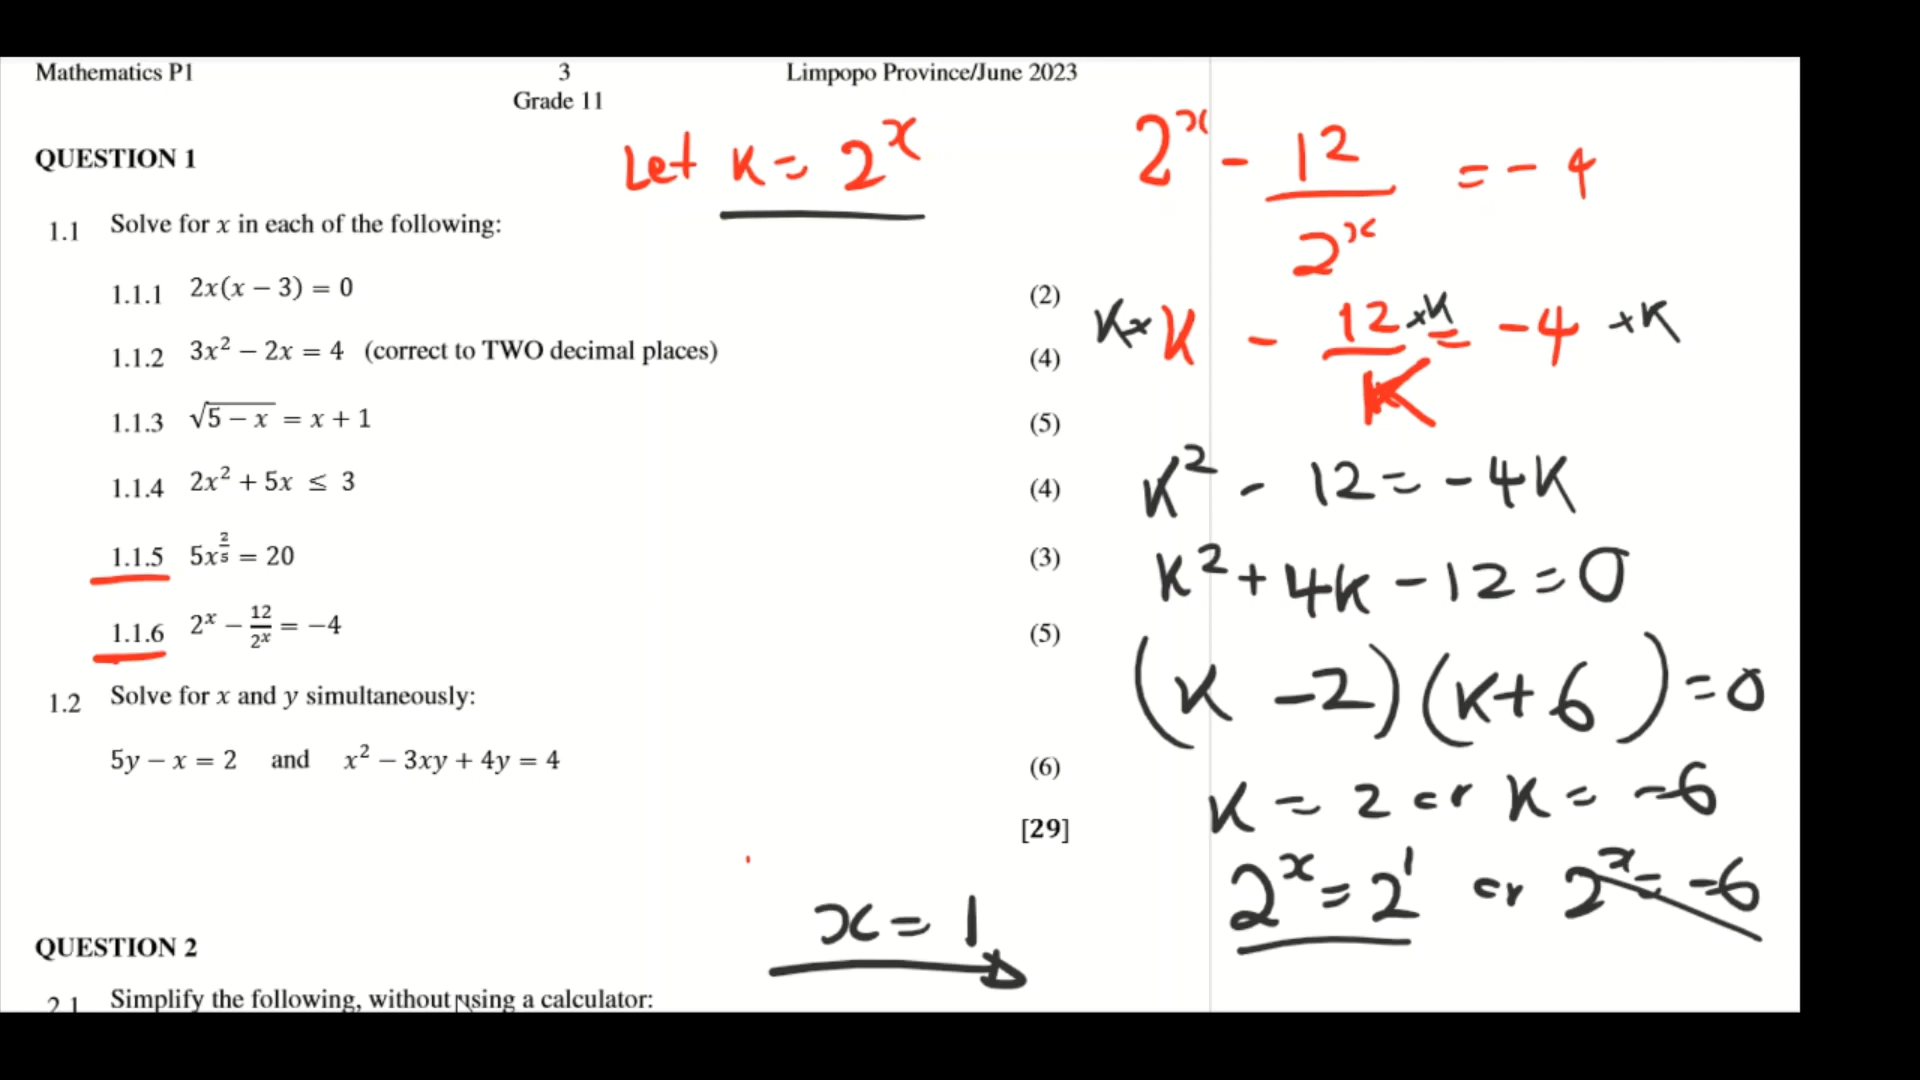 Mathematics P1 3 Limpopo Province/June 2023
Grade 11
QUESTION 1
Let k = 2^x
1.1 Solve for x in each of the following:
1.1.1 2x(x − 3) = 0 (2)
1.1.2 3x² − 2x = 4 (correct to TWO decimal places) (4)
1.1.3 √(5 − x) = x + 1 (5)
1.1.4 2x² + 5x ≤ 3 (4)
1.1.5 5x^(2/5) = 20 (3)
1.1.6 2^x − 12/2^x = −4 (5)
1.2 Solve for x and y simultaneously:
5y − x = 2 and x² − 3xy + 4y = 4 (6)
[29]
x = 1
QUESTION 2
2.1 Simplify the following, without using a calculator:
2^x − 12/2^x = −4
k× k − 12/k ×k = −4 ×k
k² − 12 = −4k
k² + 4k − 12 = 0
(k − 2)(k + 6) = 0
k = 2 or k = −6
2^x = 2^1 or 2^x = −6